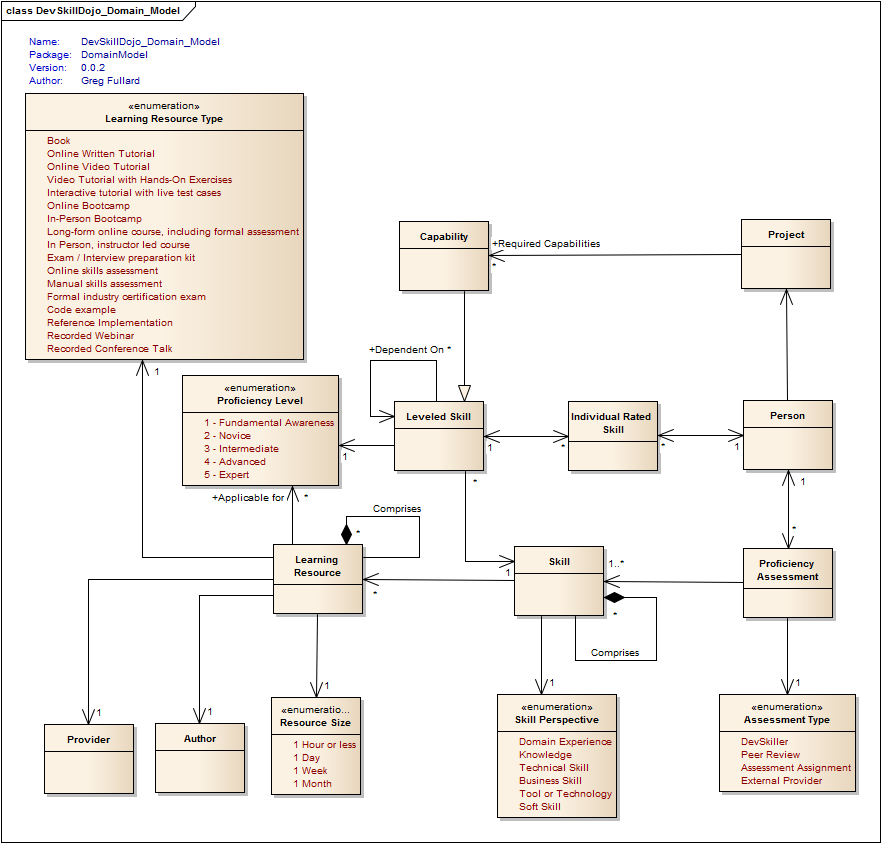 class DevSkillDojo_Domain_Model
Name: DevSkillDojo_Domain_Model
Package: DomainModel
Version: 0.0.2
Author: Greg Fullard
«enumeration»
Learning Resource Type
Book
Online Written Tutorial
Online Video Tutorial
Video Tutorial with Hands-On Exercises
Interactive tutorial with live test cases
Online Bootcamp
In-Person Bootcamp
Long-form online course, including formal assessment
In Person, instructor led course
Exam / Interview preparation kit
Online skills assessment
Manual skills assessment
Formal industry certification exam
Code example
Reference Implementation
Recorded Webinar
Recorded Conference Talk
1
Capability
+Required Capabilities
*
Project
+Dependent On *
«enumeration»
Proficiency Level
1 - Fundamental Awareness
2 - Novice
3 - Intermediate
4 - Advanced
5 - Expert
1
Leveled Skill
1
*
*
Individual Rated
Skill
*
1
Person
1
*
+Applicable for *
Comprises
*
Learning
Resource
*
Skill
1
1..*
*
Comprises
Proficiency
Assessment
1
1
1
1
1
Provider
Author
«enumeratio...
Resource Size
1 Hour or less
1 Day
1 Week
1 Month
«enumeration»
Skill Perspective
Domain Experience
Knowledge
Technical Skill
Business Skill
Tool or Technology
Soft Skill
«enumeration»
Assessment Type
DevSkiller
Peer Review
Assessment Assignment
External Provider